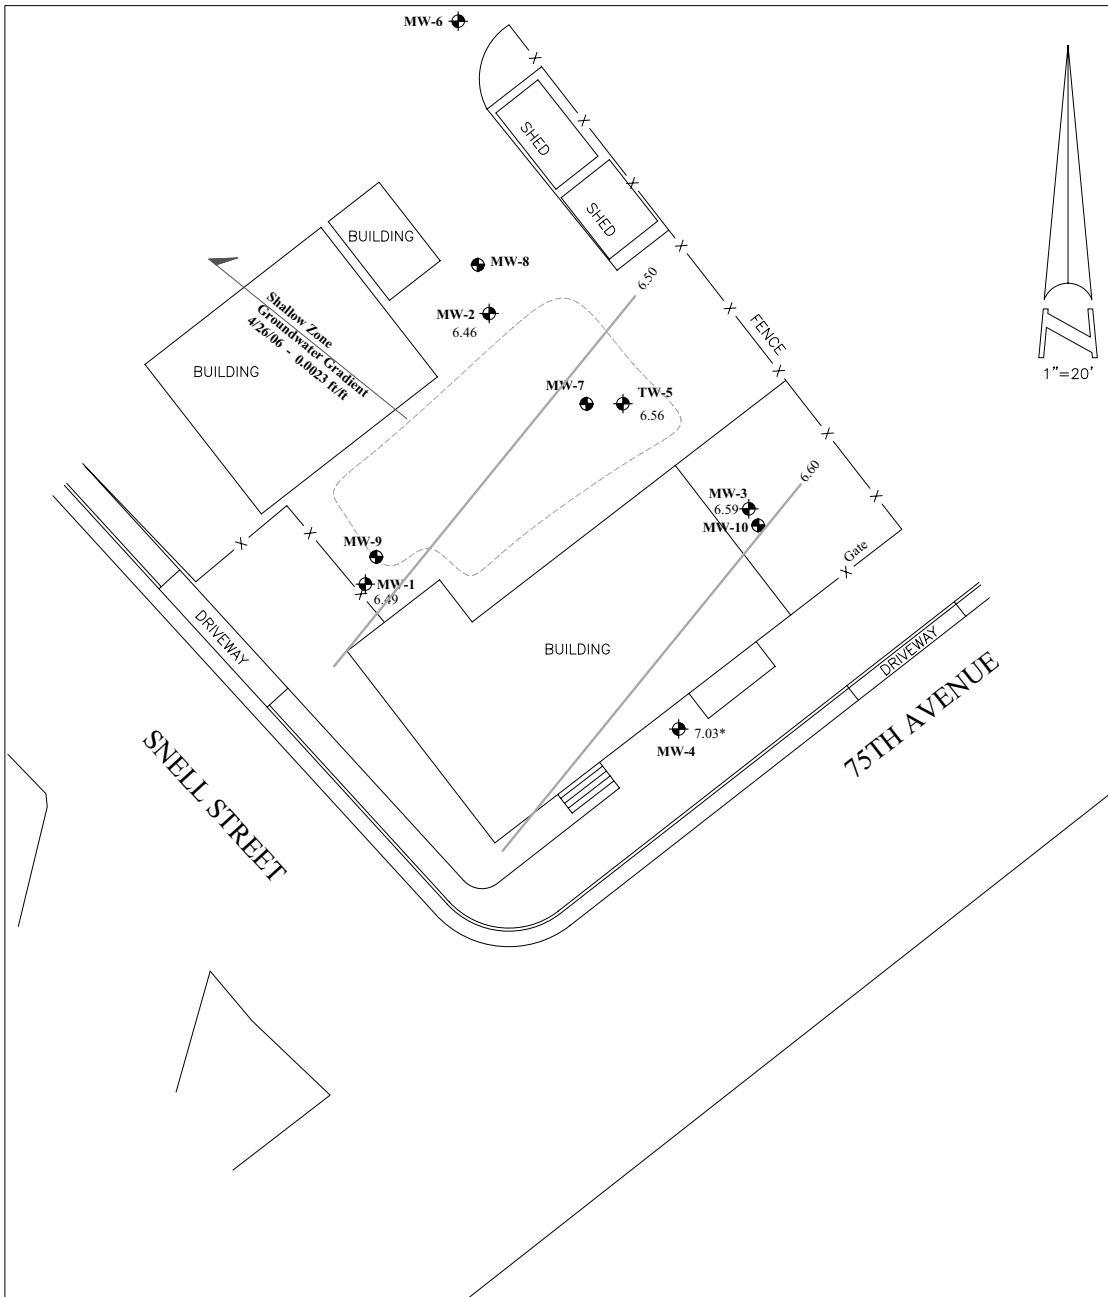 MW-6
SHED
SHED
BUILDING
MW-8
6.50
Shallow Zone
Groundwater Gradient
4/26/06 - 0.0023 ft/ft
MW-2
6.46
FENCE
N
1"=20'
BUILDING
MW-7
TW-5
6.56
6.60
MW-3
6.59
MW-10
Gate
MW-9
MW-1
6.49
DRIVEWAY
BUILDING
DRIVEWAY
75TH AVENUE
7.03*
MW-4
SNELL STREET
X
X
X
X
X
X
X
X
X
X
X
X
X